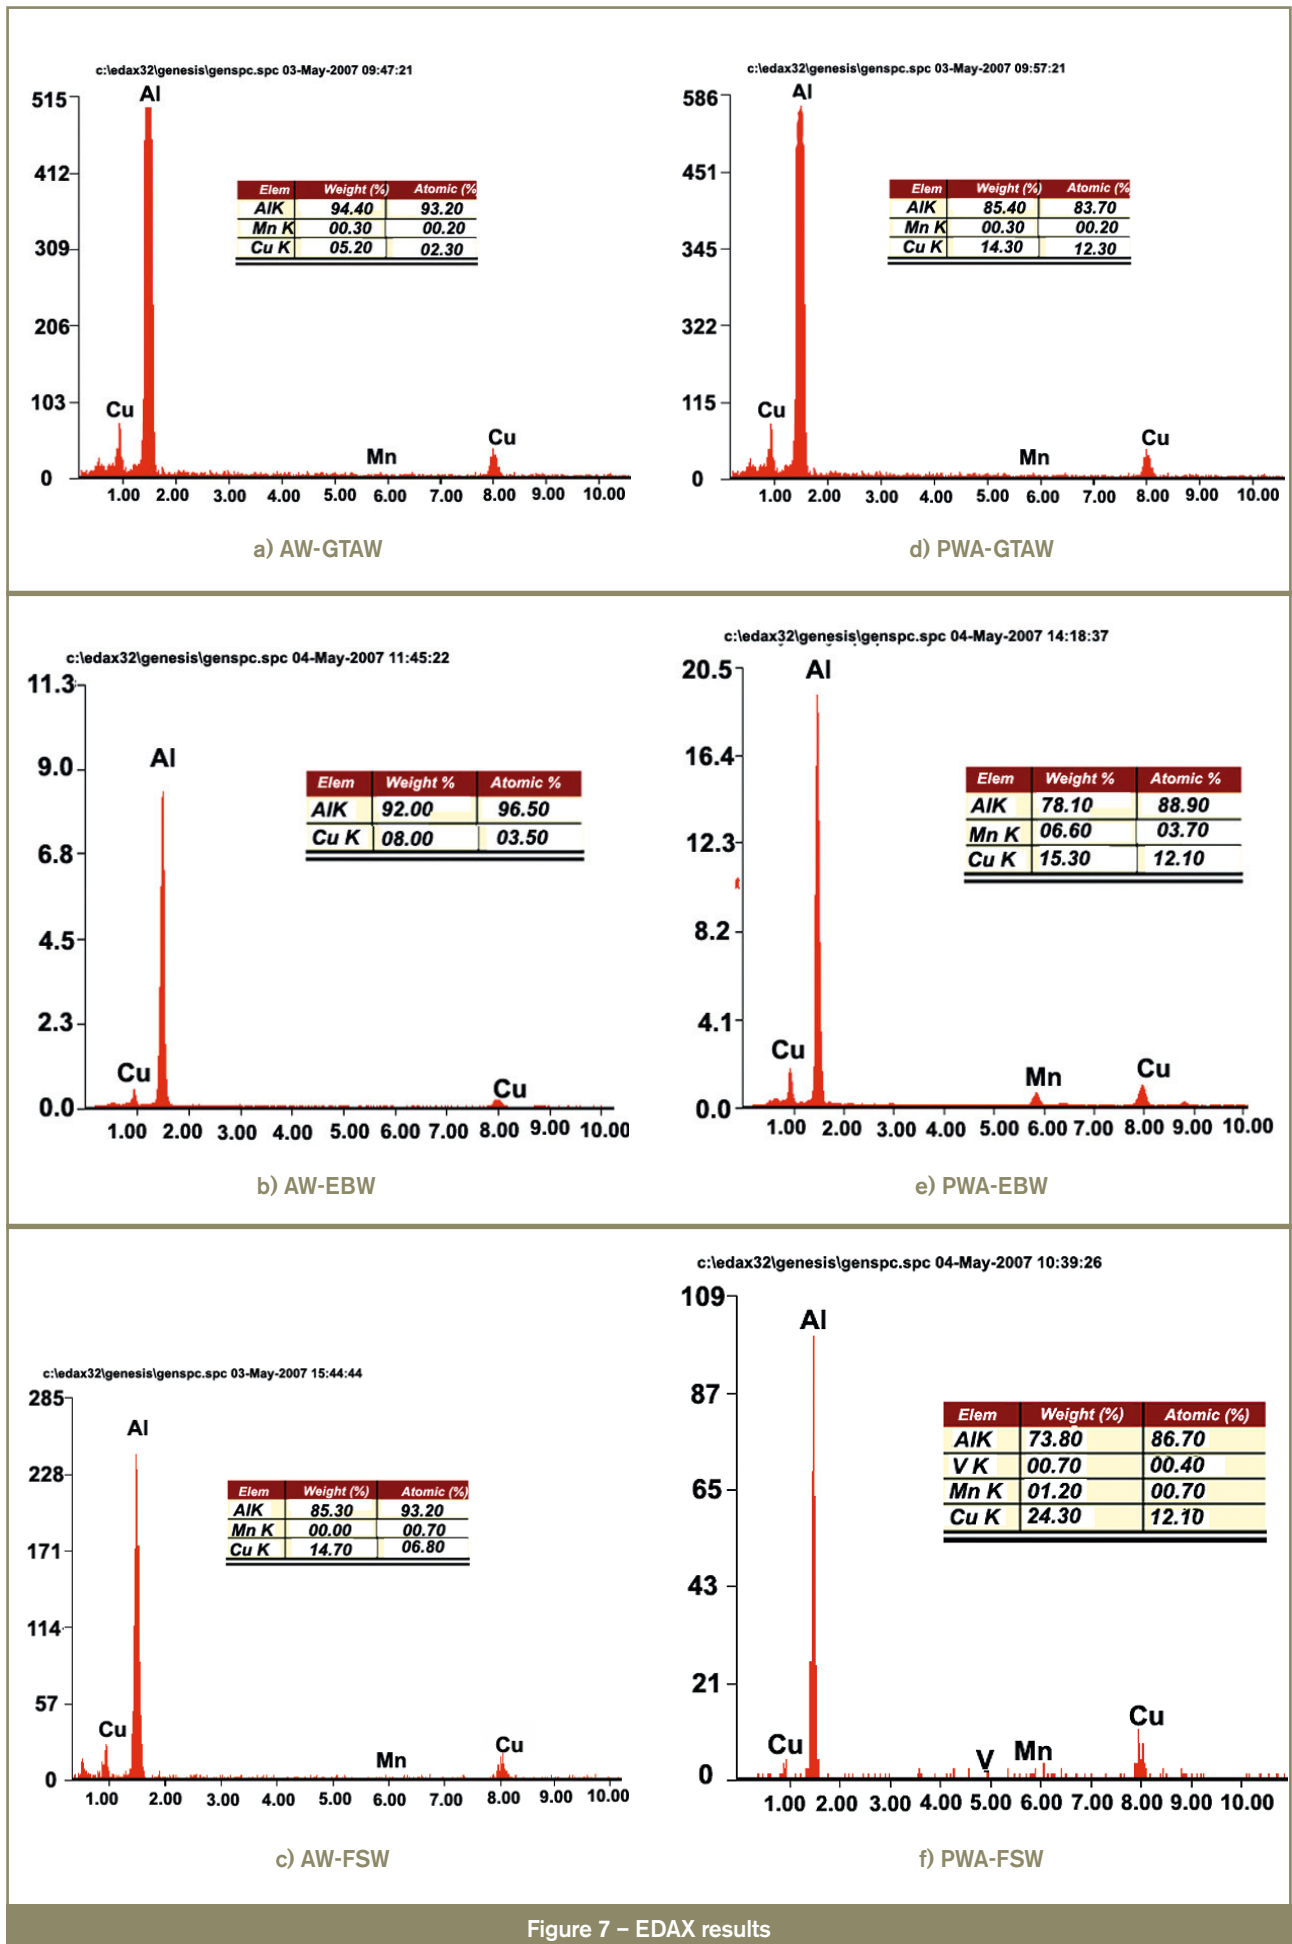 c:\edax32\genesis\genspc.spc 03-May-2007 09:47:21
515
412
309
206
103
0
Al
Cu
Mn
Cu
Elem Weight (%) Atomic (%
AlK 94.40 93.20
Mn K 00.30 00.20
Cu K 05.20 02.30
1.00 2.00 3.00 4.00 5.00 6.00 7.00 8.00 9.00 10.00
a) AW-GTAW
c:\edax32\genesis\genspc.spc 03-May-2007 09:57:21
586
451
345
322
115
0
Al
Cu
Mn
Cu
Elem Weight (%) Atomic (%
AlK 85.40 83.70
Mn K 00.30 00.20
Cu K 14.30 12.30
1.00 2.00 3.00 4.00 5.00 6.00 7.00 8.00 9.00 10.00
d) PWA-GTAW
c:\edax32\genesis\genspc.spc 04-May-2007 11:45:22
11.3
9.0
6.8
4.5
2.3
0.0
Al
Cu
Cu
Elem Weight % Atomic %
AlK 92.00 96.50
Cu K 08.00 03.50
1.00 2.00 3.00 4.00 5.00 6.00 7.00 8.00 9.00 10.00
b) AW-EBW
c:\edax32\genesis\genspc.spc 04-May-2007 14:18:37
20.5
16.4
12.3
8.2
4.1
0.0
Al
Cu
Mn
Cu
Elem Weight % Atomic %
AlK 78.10 88.90
Mn K 06.60 03.70
Cu K 15.30 12.10
1.00 2.00 3.00 4.00 5.00 6.00 7.00 8.00 9.00 10.00
e) PWA-EBW
c:\edax32\genesis\genspc.spc 03-May-2007 15:44:44
285
228
171
114
57
0
Al
Cu
Mn
Cu
Elem Weight (%) Atomic (%)
AlK 85.30 93.20
Mn K 00.00 00.70
Cu K 14.70 06.80
1.00 2.00 3.00 4.00 5.00 6.00 7.00 8.00 9.00 10.00
c) AW-FSW
c:\edax32\genesis\genspc.spc 04-May-2007 10:39:26
109
87
65
43
21
0
Al
Cu
V
Mn
Cu
Elem Weight (%) Atomic (%)
AlK 73.80 86.70
V K 00.70 00.40
Mn K 01.20 00.70
Cu K 24.30 12.10
1.00 2.00 3.00 4.00 5.00 6.00 7.00 8.00 9.00 10.00
f) PWA-FSW
Figure 7 – EDAX results